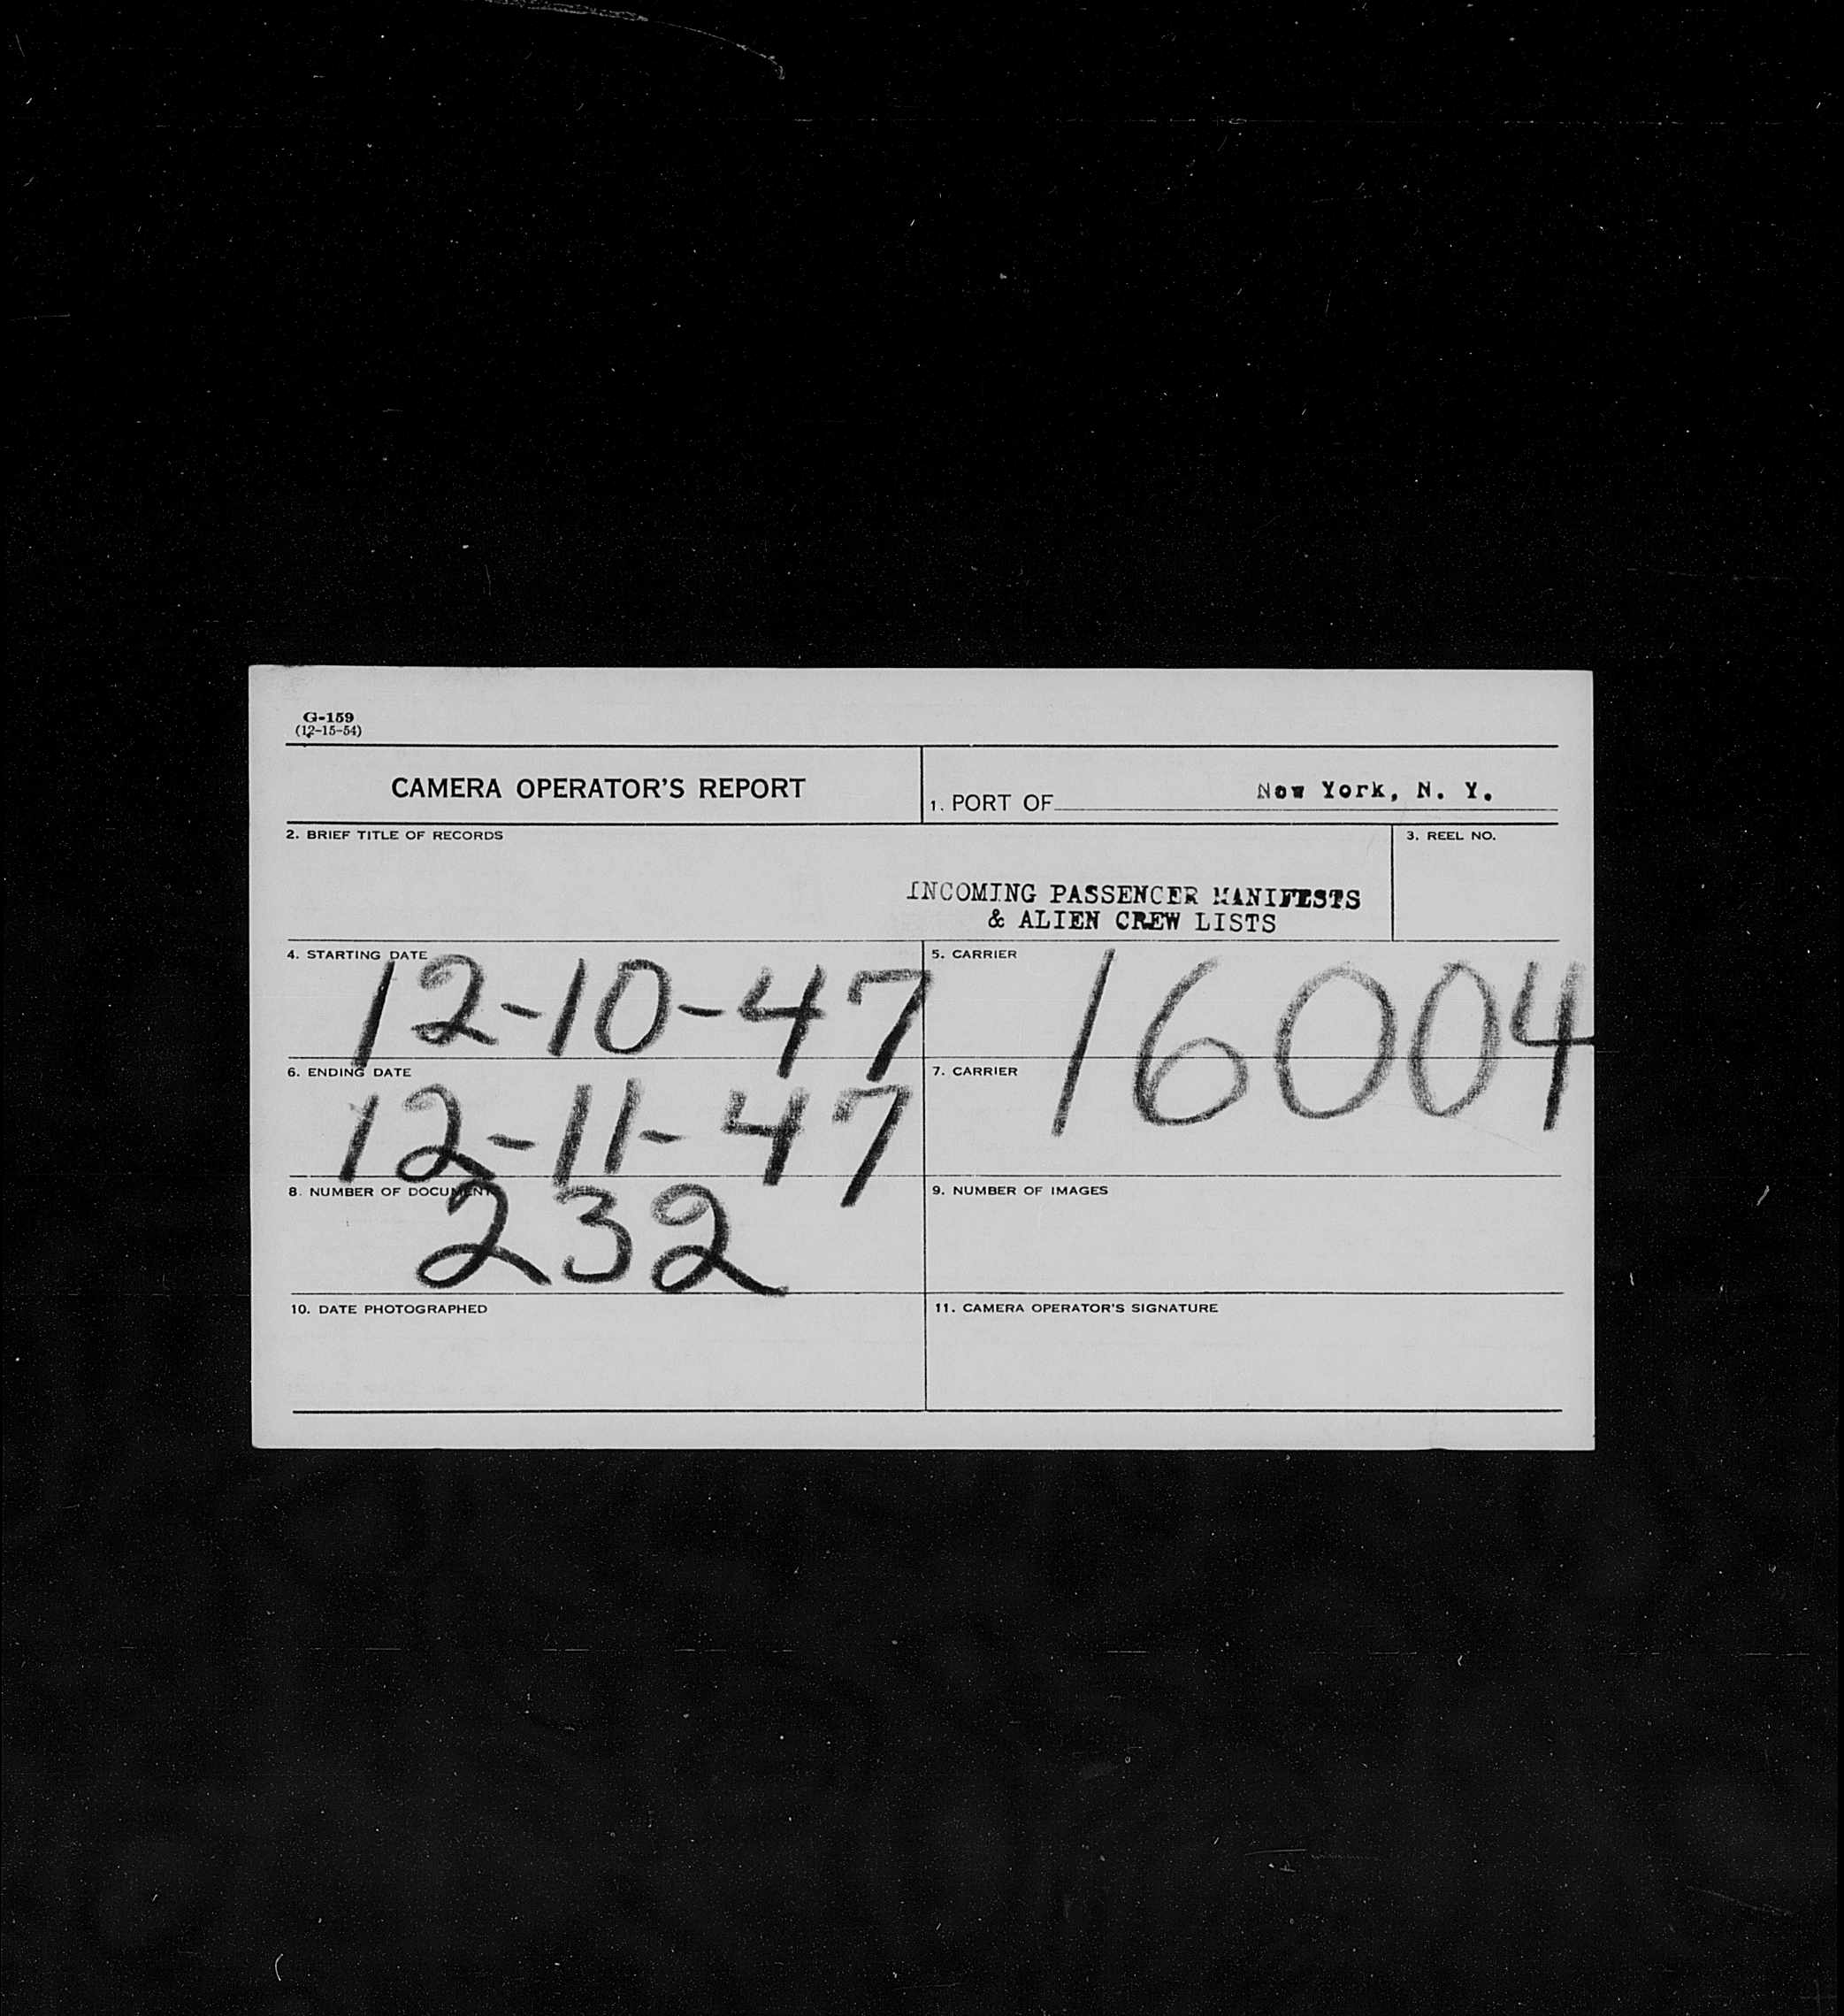 G-159
(12-15-54)
CAMERA OPERATOR'S REPORT
1. PORT OF New York, N. Y.
2. BRIEF TITLE OF RECORDS
3. REEL NO.
INCOMING PASSENGER MANIFESTS
& ALIEN CREW LISTS
4. STARTING DATE
12-10-47
5. CARRIER
16004
6. ENDING DATE
12-11-47
7. CARRIER
8. NUMBER OF DOCUMENTS
232
9. NUMBER OF IMAGES
10. DATE PHOTOGRAPHED
11. CAMERA OPERATOR'S SIGNATURE